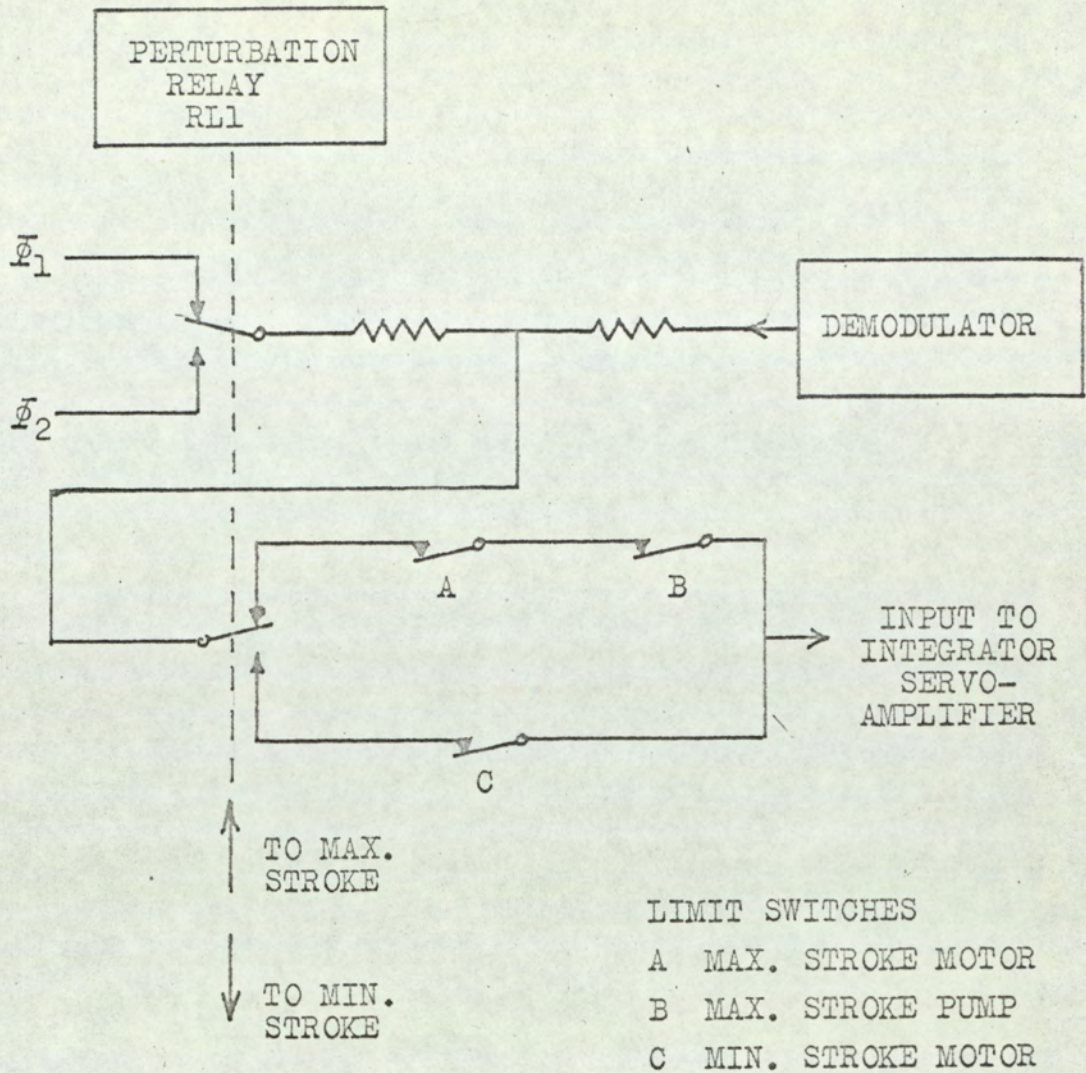 PERTURBATION
RELAY
RL1
Φ1
Φ2
DEMODULATOR
A
B
C
INPUT TO
INTEGRATOR
SERVO-
AMPLIFIER
TO MAX.
STROKE
TO MIN.
STROKE
LIMIT SWITCHES
A MAX. STROKE MOTOR
B MAX. STROKE PUMP
C MIN. STROKE MOTOR